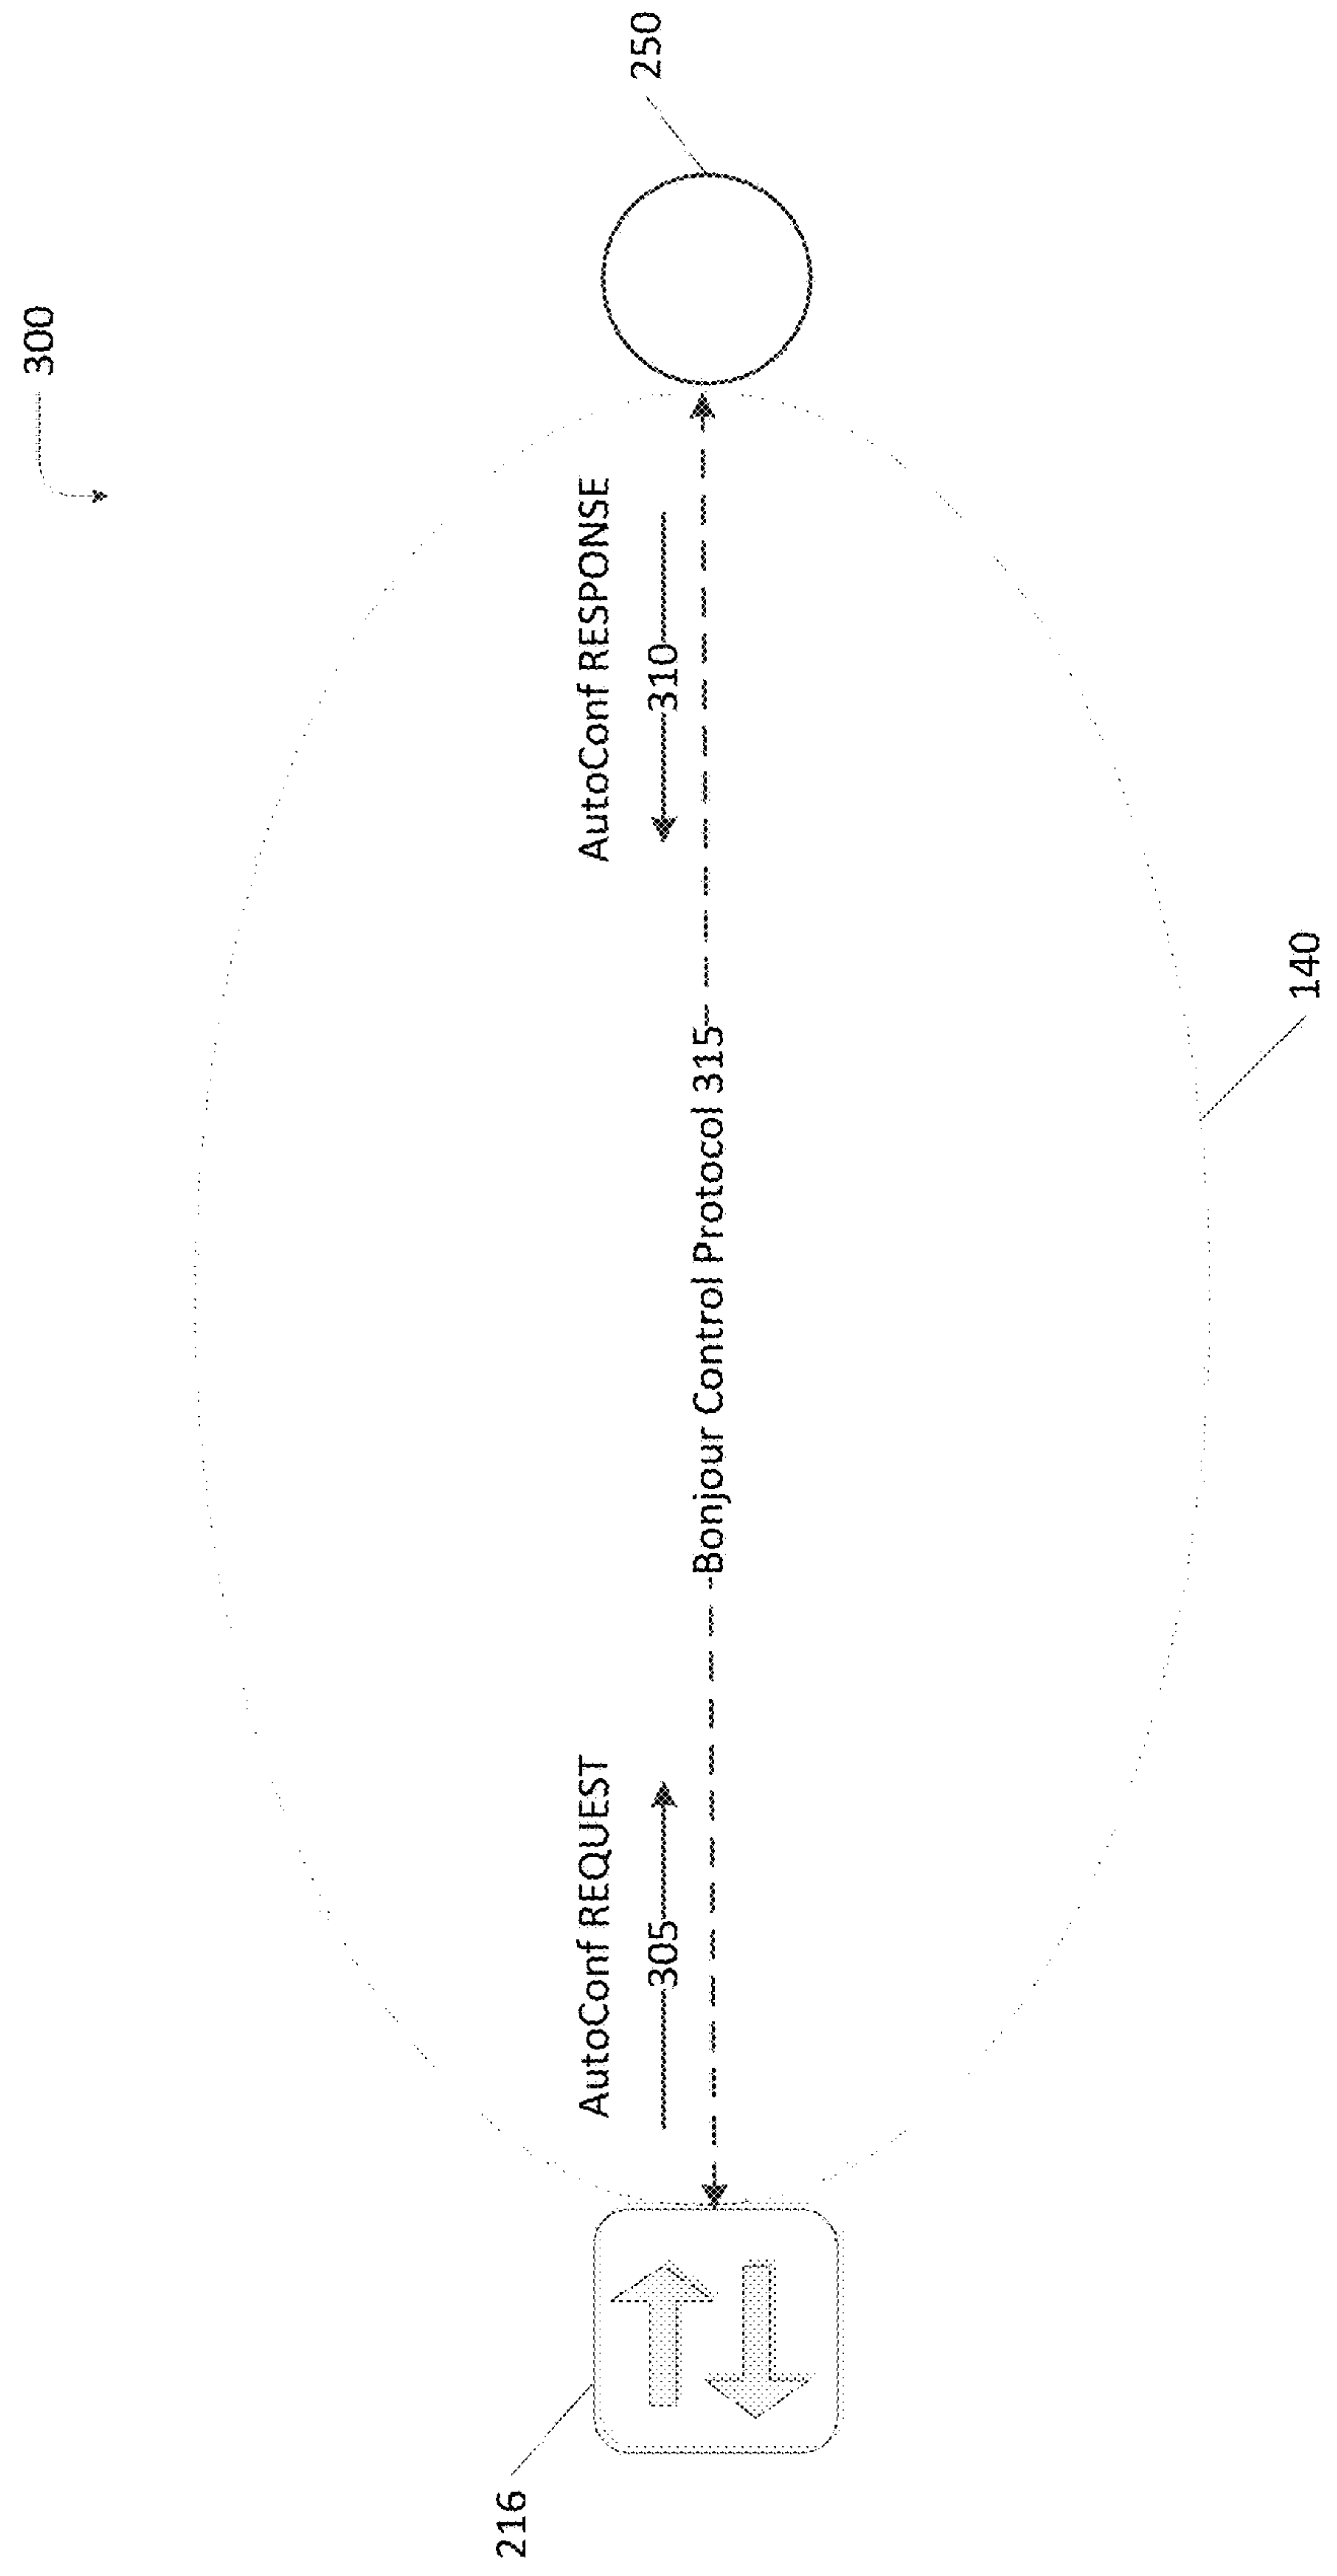 300
AutoConf REQUEST
AutoConf RESPONSE
216
305
310
250
Bonjour Control Protocol 315
140